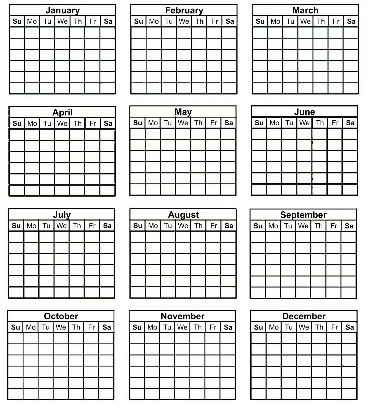 January February March
Su Mo Tu We Th Fr Sa Su Mo Tu We Th Fr Sa Su Mo Tu We Th Fr Sa
April May June
Su Mo Tu We Th Fr Sa Su Mo Tu We Th Fr Sa Su Mo Tu We Th Fr Sa
July August September
Su Mo Tu We Th Fr Sa Su Mo Tu We Th Fr Sa Su Mo Tu We Th Fr Sa
October November December
Su Mo Tu We Th Fr Sa Su Mo Tu We Th Fr Sa Su Mo Tu We Th Fr Sa